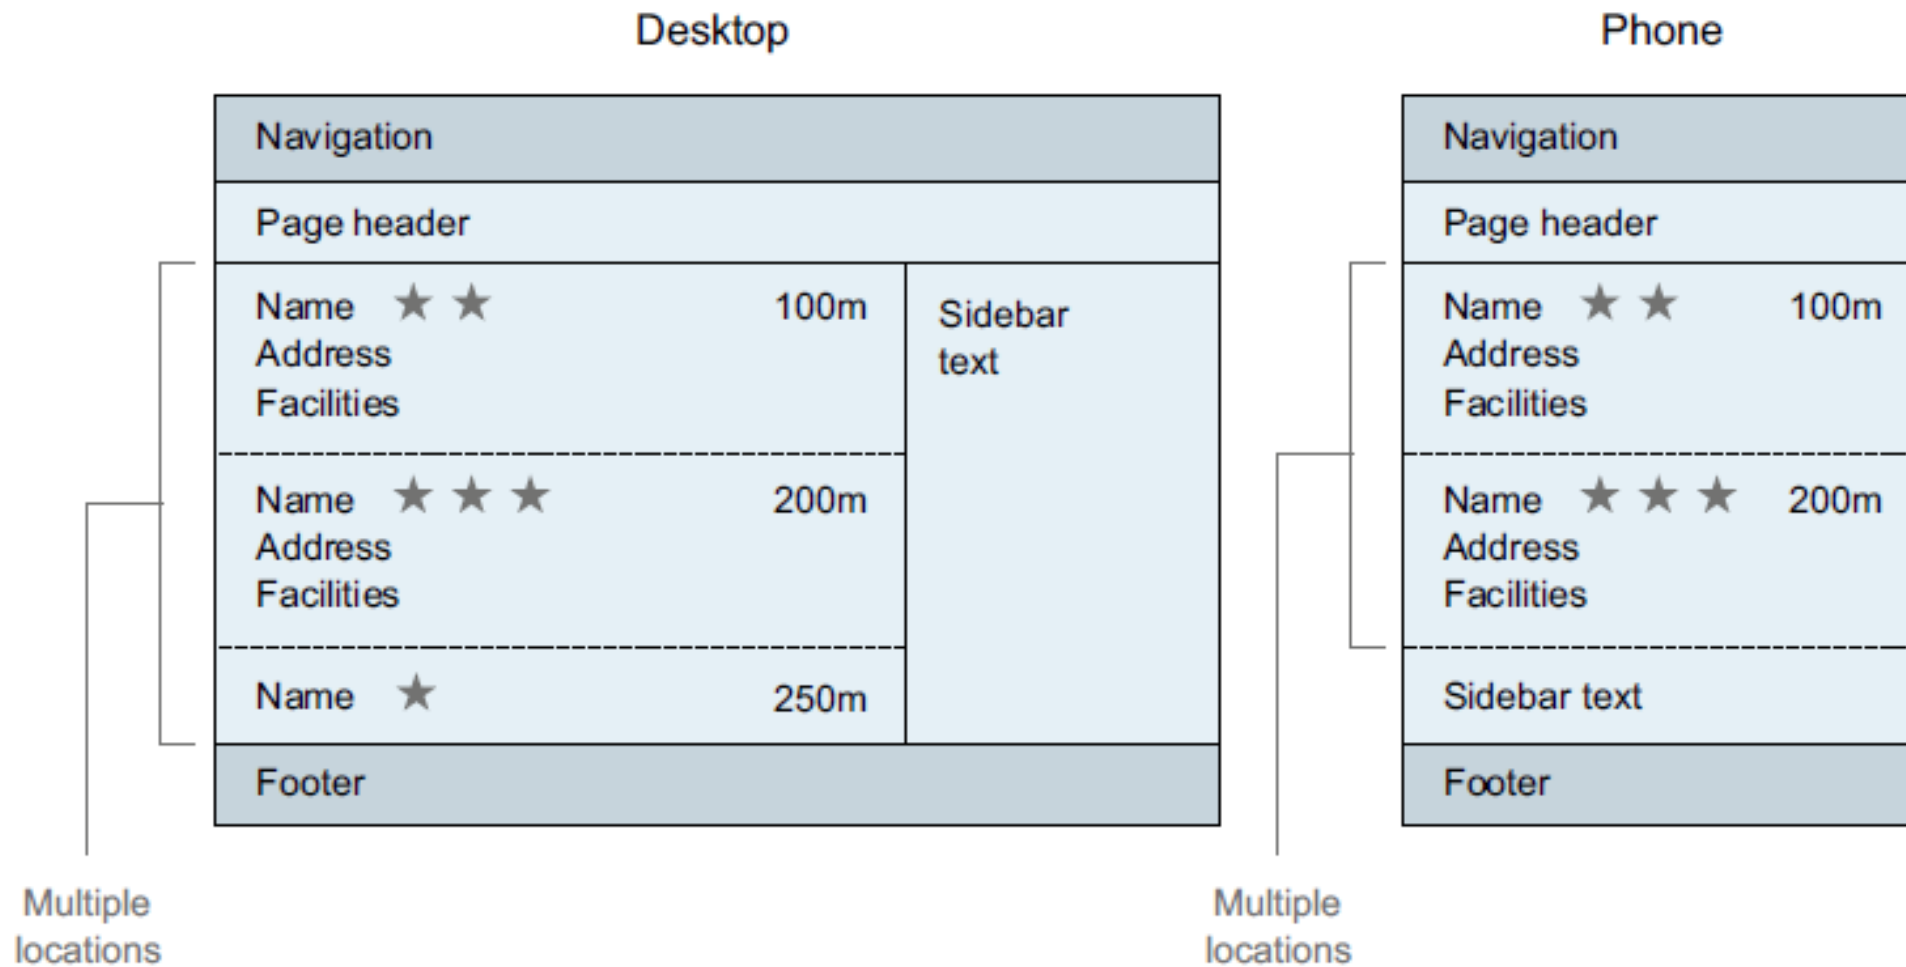 Desktop
Navigation
Page header
Name ★ ★ 100m
Address
Facilities
Name ★ ★ ★ 200m
Address
Facilities
Name ★ 250m
Sidebar
text
Footer
Multiple
locations
Phone
Navigation
Page header
Name ★ ★ 100m
Address
Facilities
Name ★ ★ ★ 200m
Address
Facilities
Sidebar text
Footer
Multiple
locations